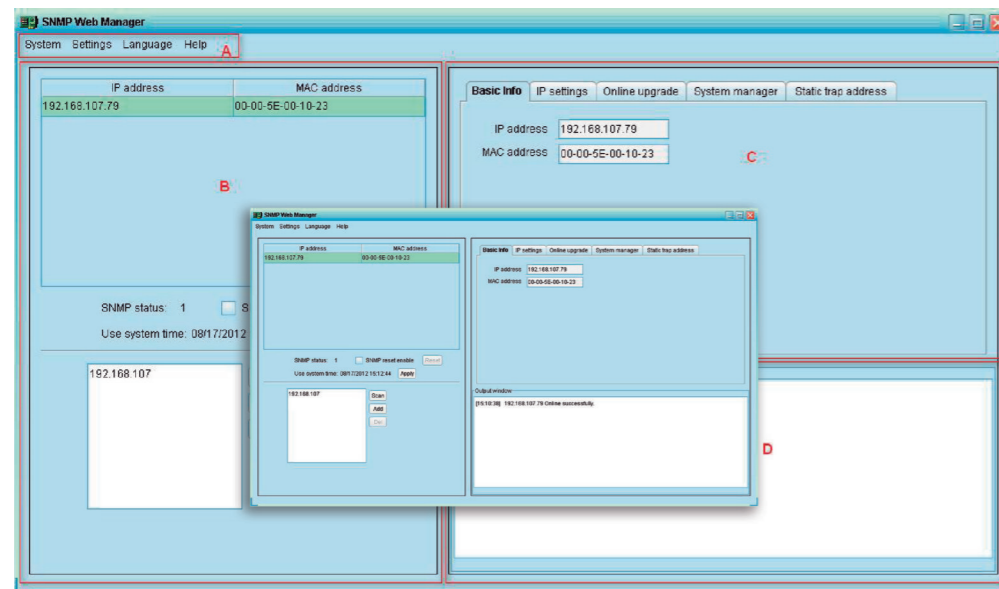 SNMP Web Manager
System Settings Language Help
A
IP address MAC address
192.168.107.79 00-00-5E-00-10-23
B
SNMP status: 1 S
Use system time: 08/17/2012
192.168.107
Basic Info IP settings Online upgrade System manager Static trap address
IP address 192.168.107.79
MAC address 00-00-5E-00-10-23
C
D
SNMP Web Manager
System Settings Language Help
IP address MAC address
192.168.107.79 00-00-5E-00-10-23
SNMP status: 1 SNMP reset enable Reset
Use system time: 08/17/2012 15:12:44 Apply
192.168.107
Scan
Add
Del
Basic Info IP settings Online upgrade System manager Static trap address
IP address 192.168.107.79
MAC address 00-00-5E-00-10-23
Output window
[15:10:38] 192.168.107.79 Online successfully.